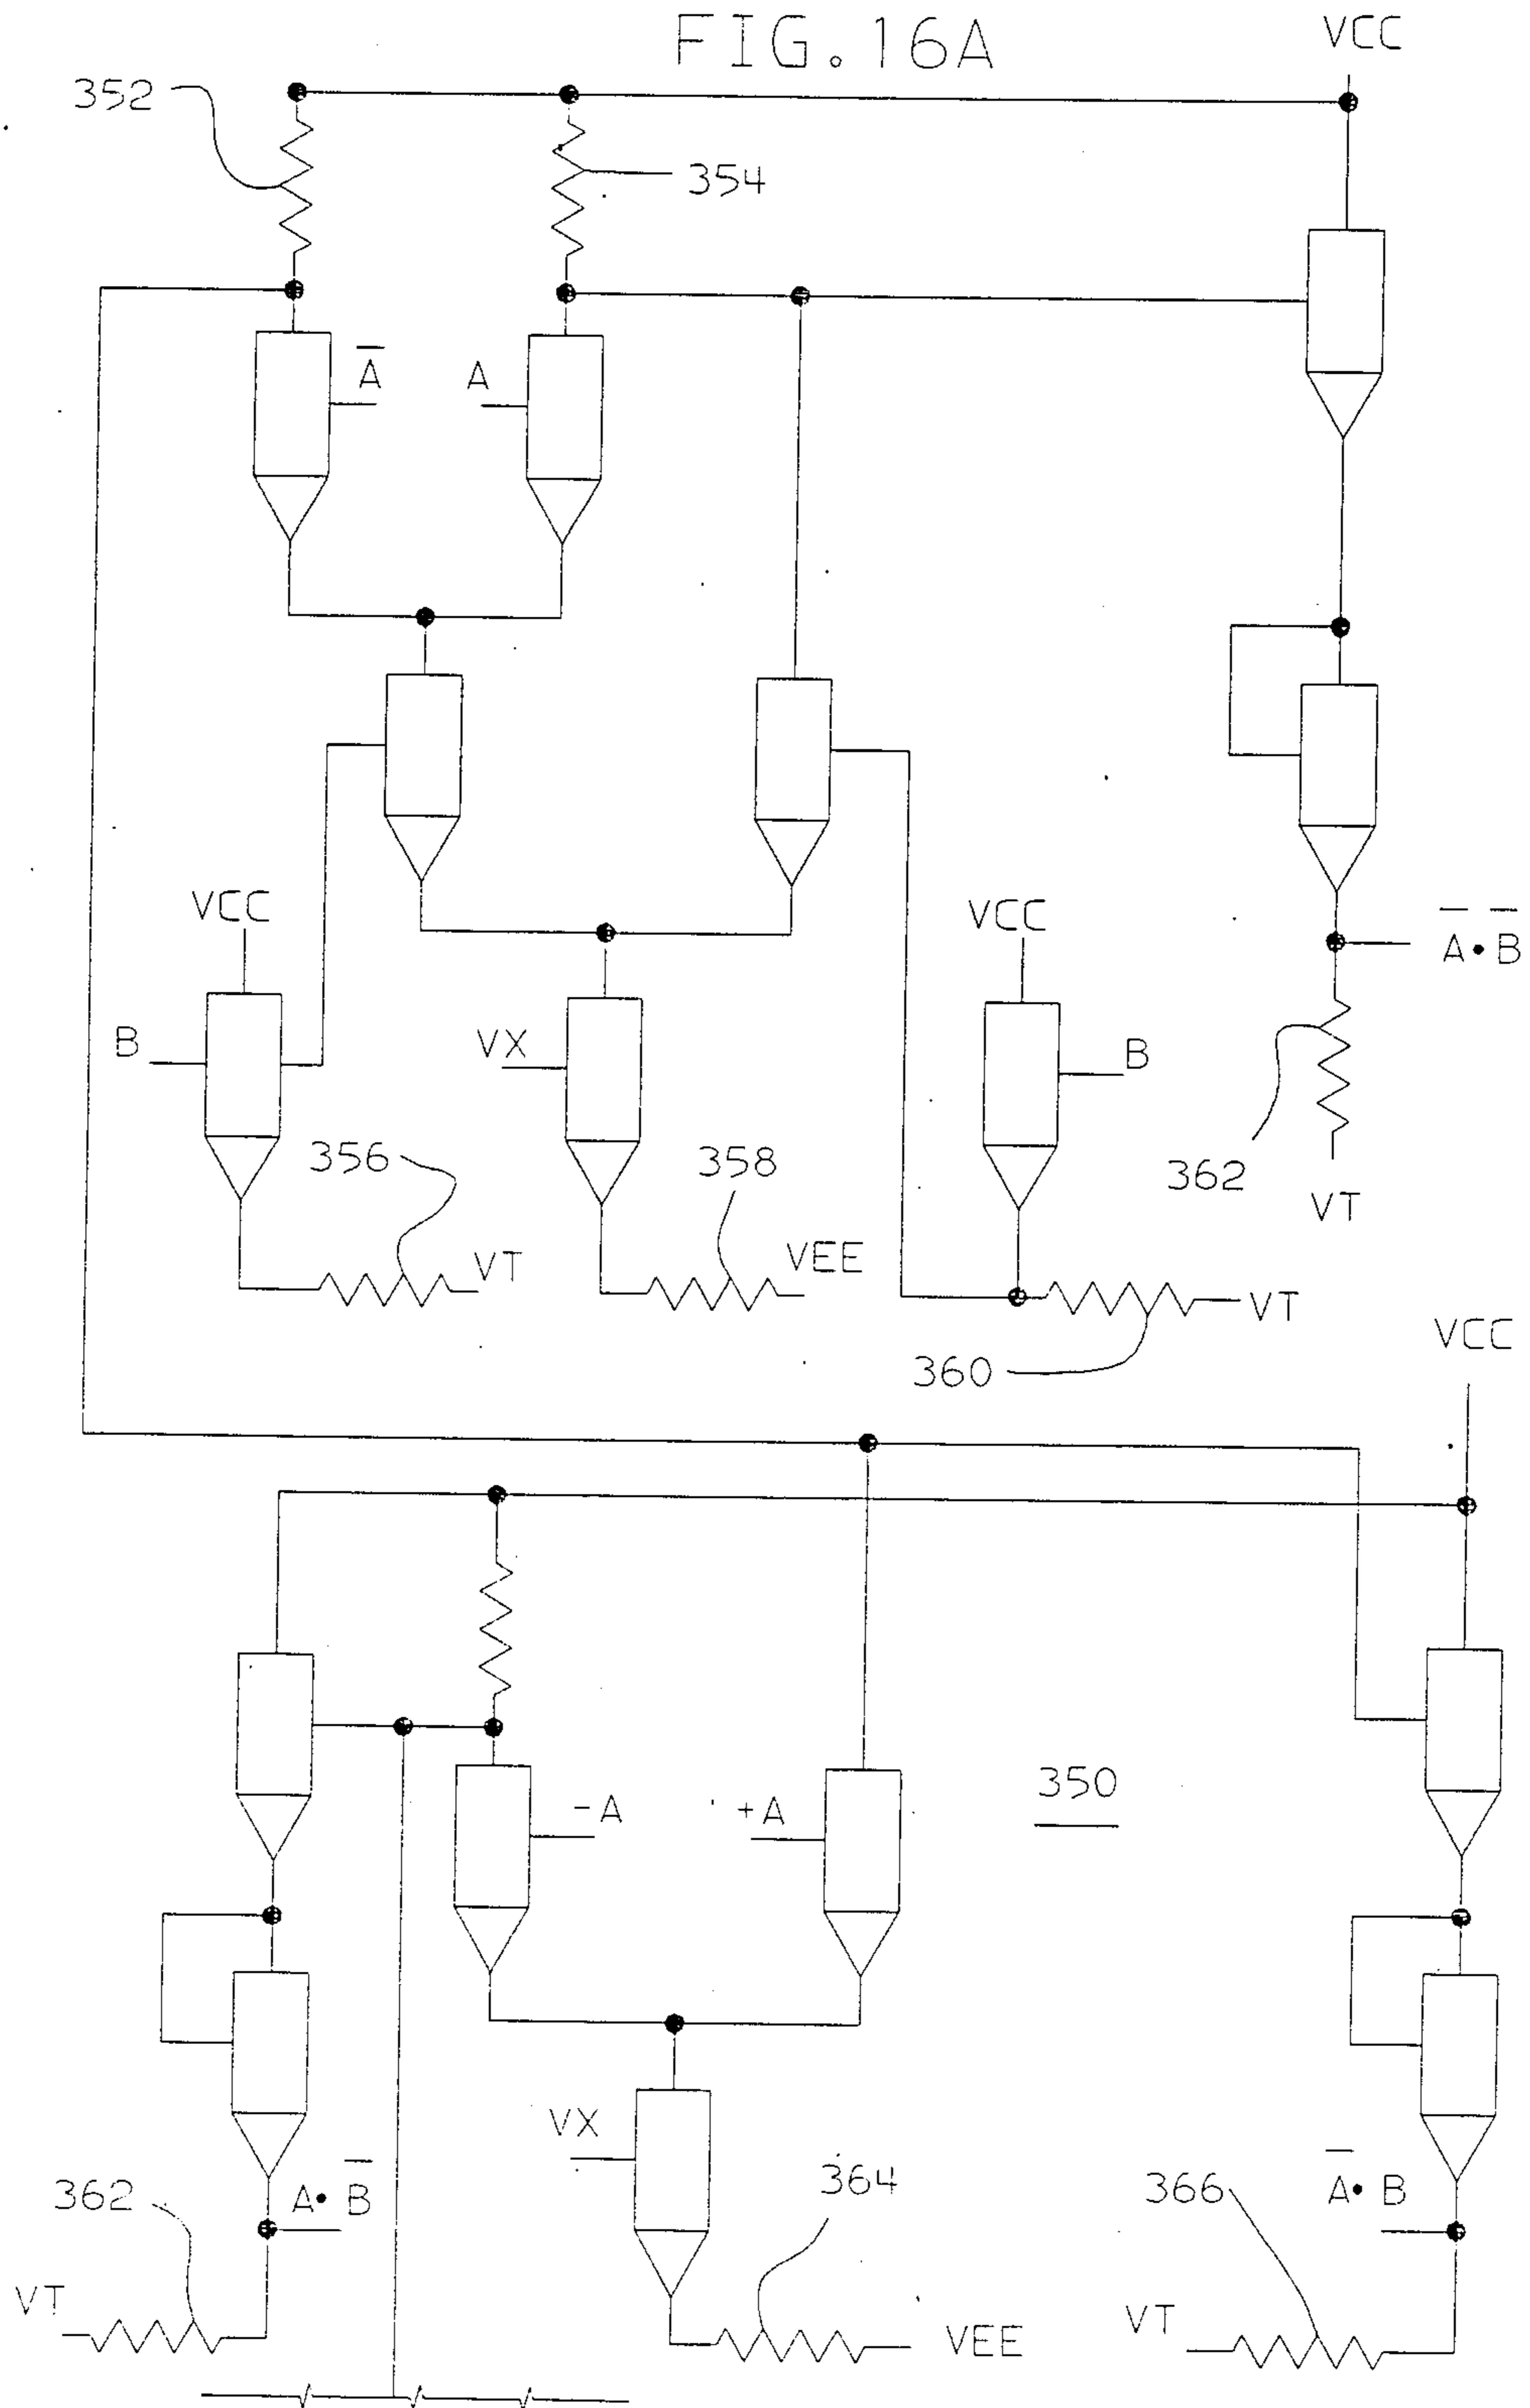 FIG. 16A
VCC
352
354
A̅
A
VCC
VCC
A̅•B̅
B
VX
B
356
358
362
VT
VT
VEE
VT
360
VCC
350
-A
+A
VX
362
A•B̅
364
366
A̅•B
VT
VEE
VT